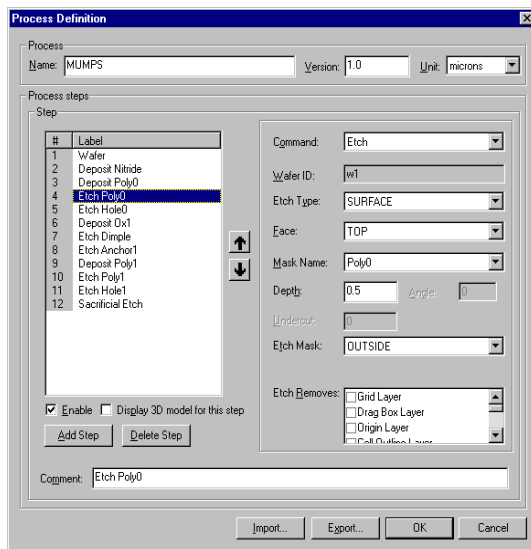 Process Definition
Process
Name: MUMPS Version: 1.0 Unit: microns
Process steps
Step
# Label
1 Wafer
2 Deposit Nitride
3 Deposit Poly0
4 Etch Poly0
5 Etch Hole0
6 Deposit Ox1
7 Etch Dimple
8 Etch Anchor1
9 Deposit Poly1
10 Etch Poly1
11 Etch Hole1
12 Sacrificial Etch
Enable Display 3D model for this step
Add Step Delete Step
Command: Etch
Wafer ID: w1
Etch Type: SURFACE
Face: TOP
Mask Name: Poly0
Depth: 0.5 Angle: 0
Undercut: 0
Etch Mask: OUTSIDE
Etch Removes: Grid Layer
Drag Box Layer
Origin Layer
Cell Outline Layer
Comment: Etch Poly0
Import... Export... OK Cancel